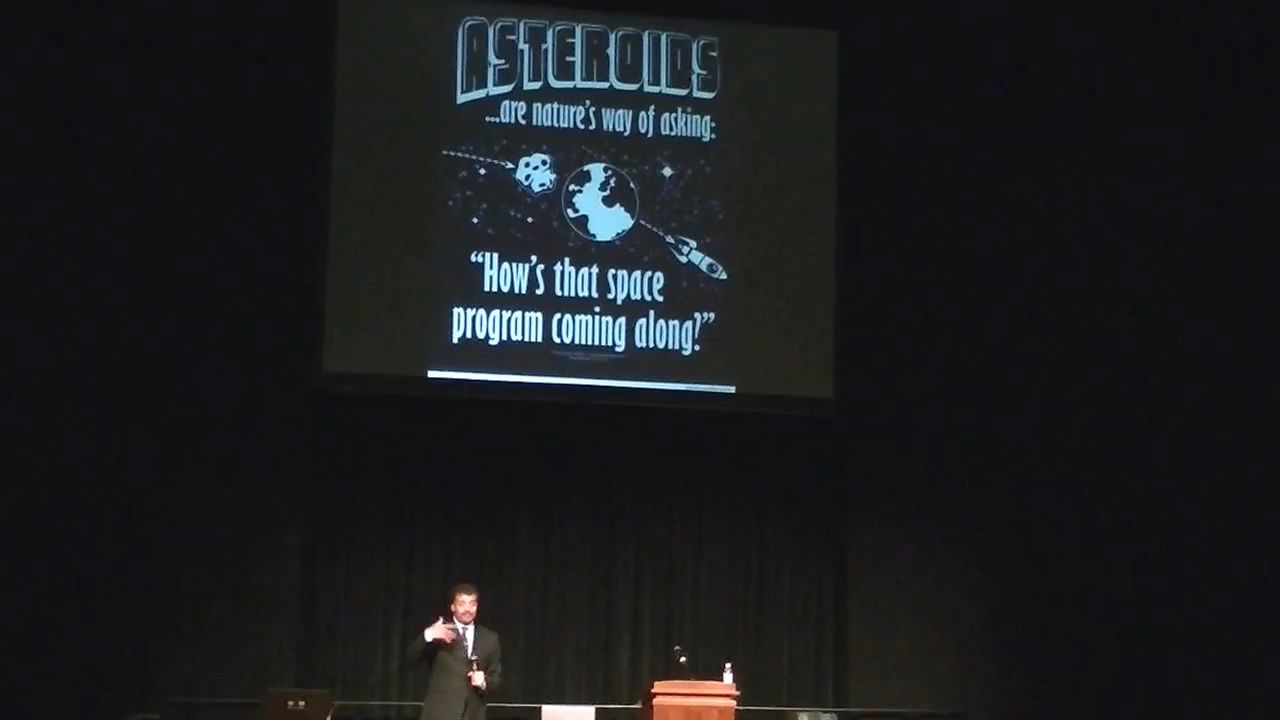 ASTEROIDS
...are nature's way of asking:
"How's that space
program coming along?"